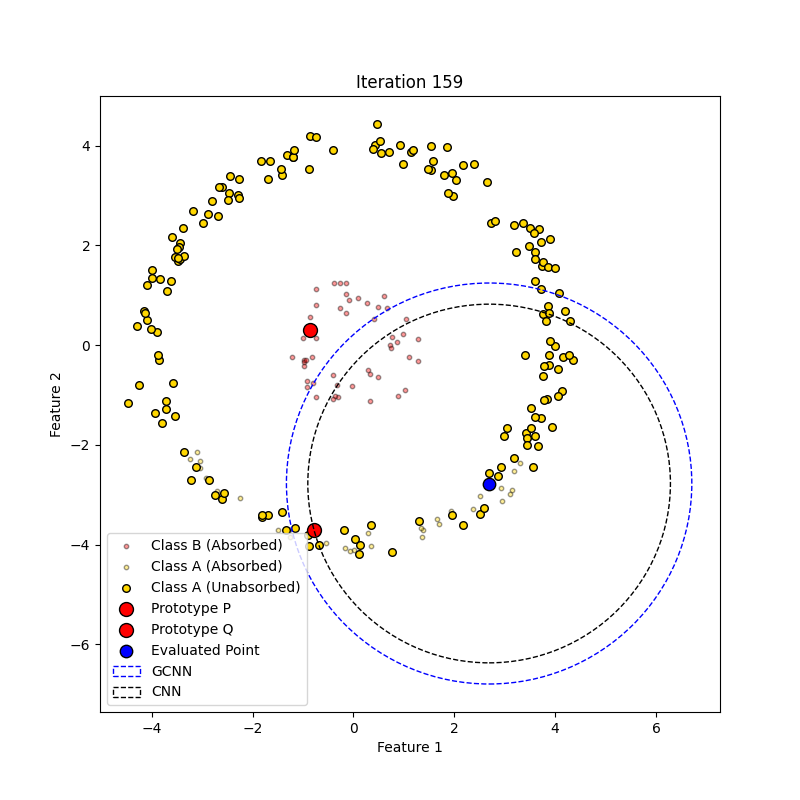 Iteration 159
Feature 2
4
2
0
−2
−4
−6
Class B (Absorbed)
Class A (Absorbed)
Class A (Unabsorbed)
Prototype P
Prototype Q
Evaluated Point
GCNN
CNN
−4 −2 0 2 4 6
Feature 1